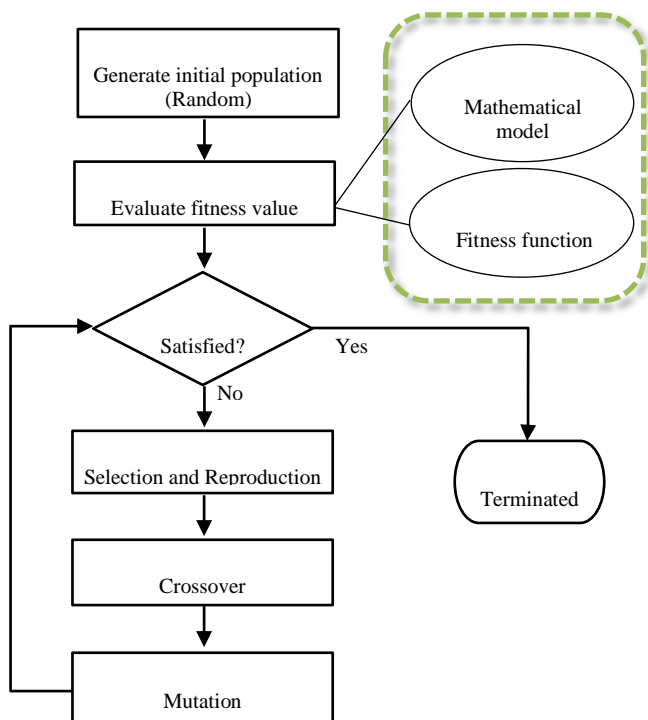 Generate initial population
(Random)
Mathematical
model
Evaluate fitness value
Fitness function
Satisfied?
Yes
No
Selection and Reproduction
Terminated
Crossover
Mutation